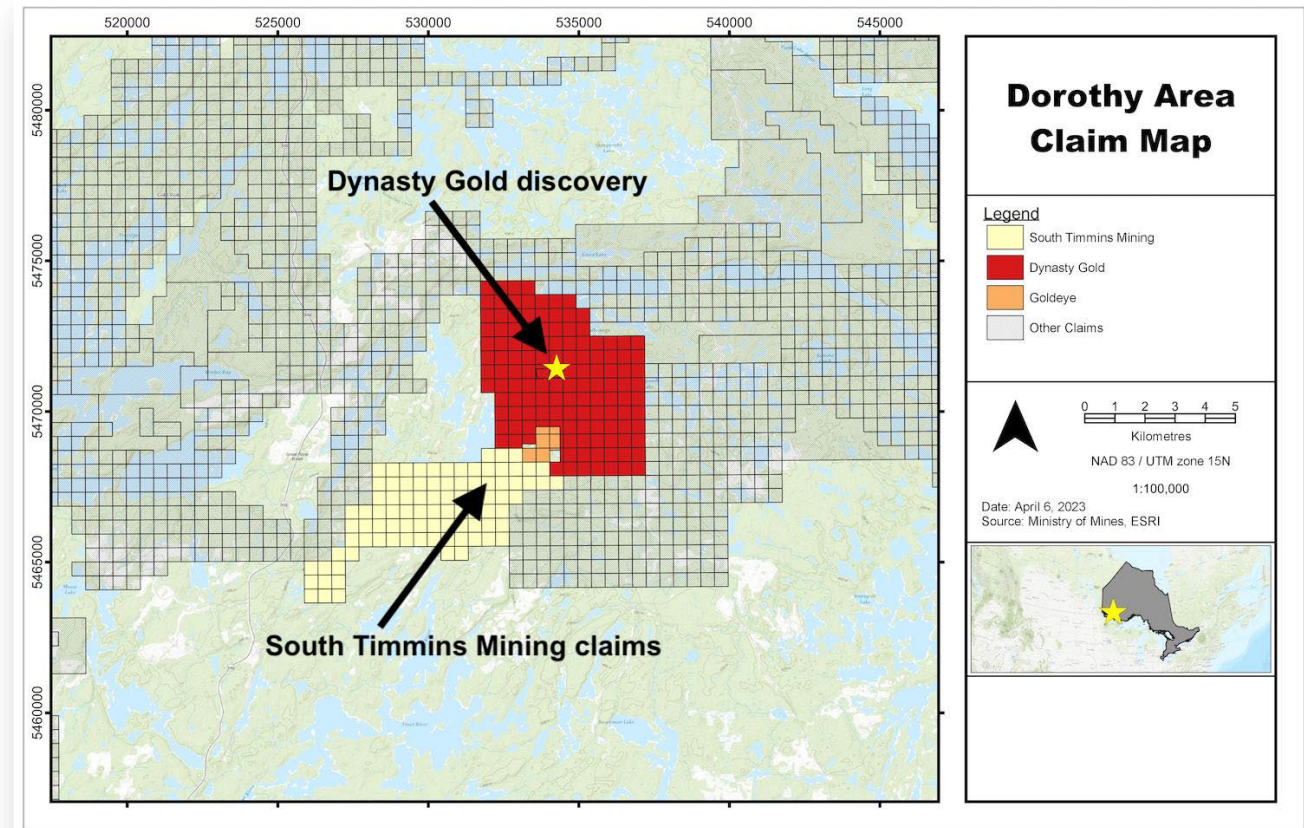 520000
525000
530000
535000
540000
545000
5480000
5475000
5470000
5465000
5460000
Dynasty Gold discovery
South Timmins Mining claims
Dorothy Area
Claim Map
Legend
South Timmins Mining
Dynasty Gold
Goldeye
Other Claims
0 1 2 3 4 5
Kilometres
NAD 83 / UTM zone 15N
1:100,000
Date: April 6, 2023
Source: Ministry of Mines, ESRI